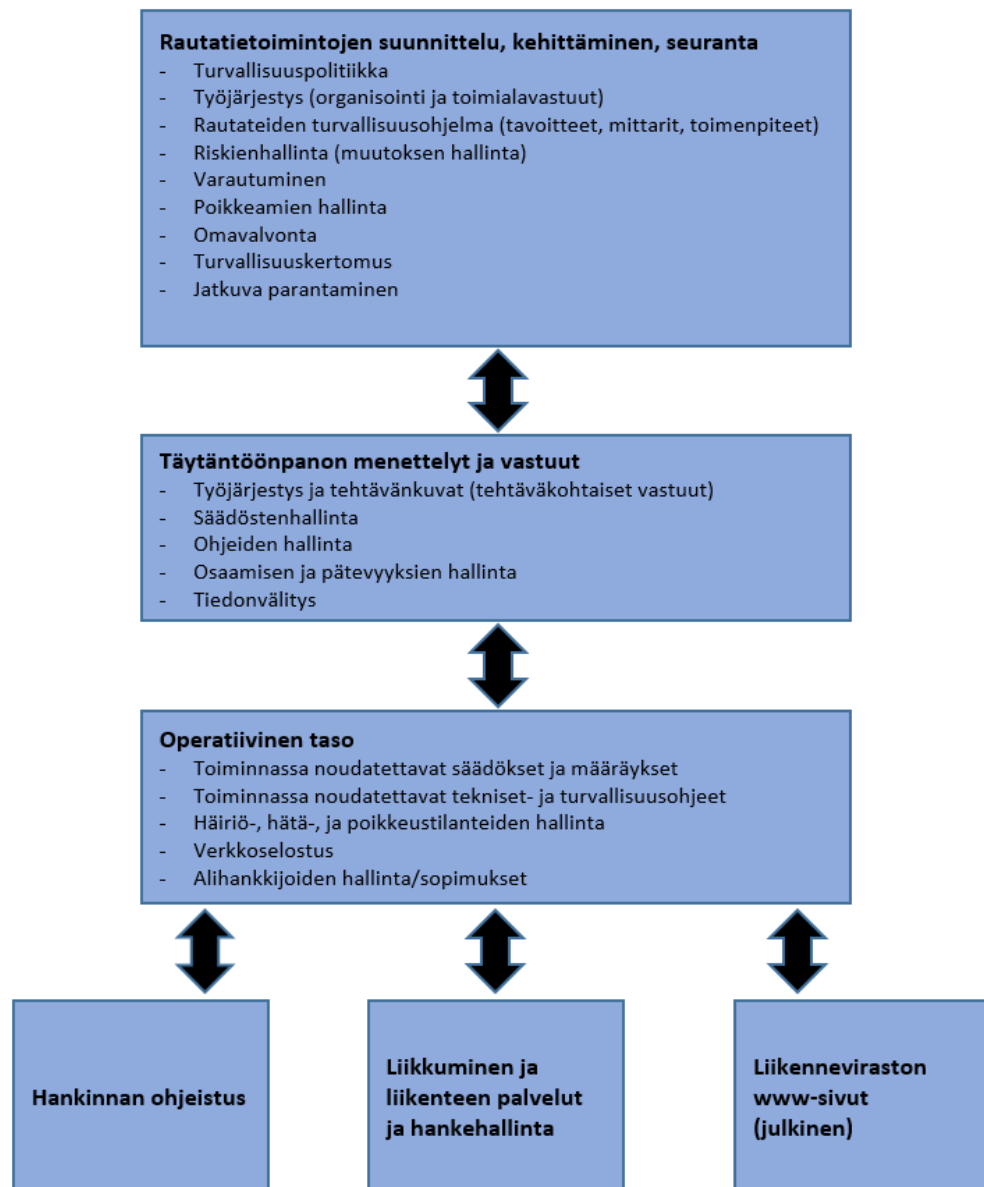 Rautatietoimintojen suunnittelu, kehittäminen, seuranta
- Turvallisuuspolitiikka
- Työjärjestys (organisointi ja toimialavastuut)
- Rautateiden turvallisuusohjelma (tavoitteet, mittarit, toimenpiteet)
- Riskienhallinta (muutoksen hallinta)
- Varautuminen
- Poikkeamien hallinta
- Omavalvonta
- Turvallisuuskertomus
- Jatkuva parantaminen
Täytäntöönpanon menettelyt ja vastuut
- Työjärjestys ja tehtävänkuvat (tehtäväkohtaiset vastuut)
- Säädöstenhallinta
- Ohjeiden hallinta
- Osaamisen ja pätevyyksien hallinta
- Tiedonvälitys
Operatiivinen taso
- Toiminnassa noudatettavat säädökset ja määräykset
- Toiminnassa noudatettavat tekniset- ja turvallisuusohjeet
- Häiriö-, hätä-, ja poikkeustilanteiden hallinta
- Verkkoselostus
- Alihankkijoiden hallinta/sopimukset
Hankinnan ohjeistus
Liikkuminen ja
liikenteen palvelut
ja hankehallinta
Liikenneviraston
www-sivut
(julkinen)